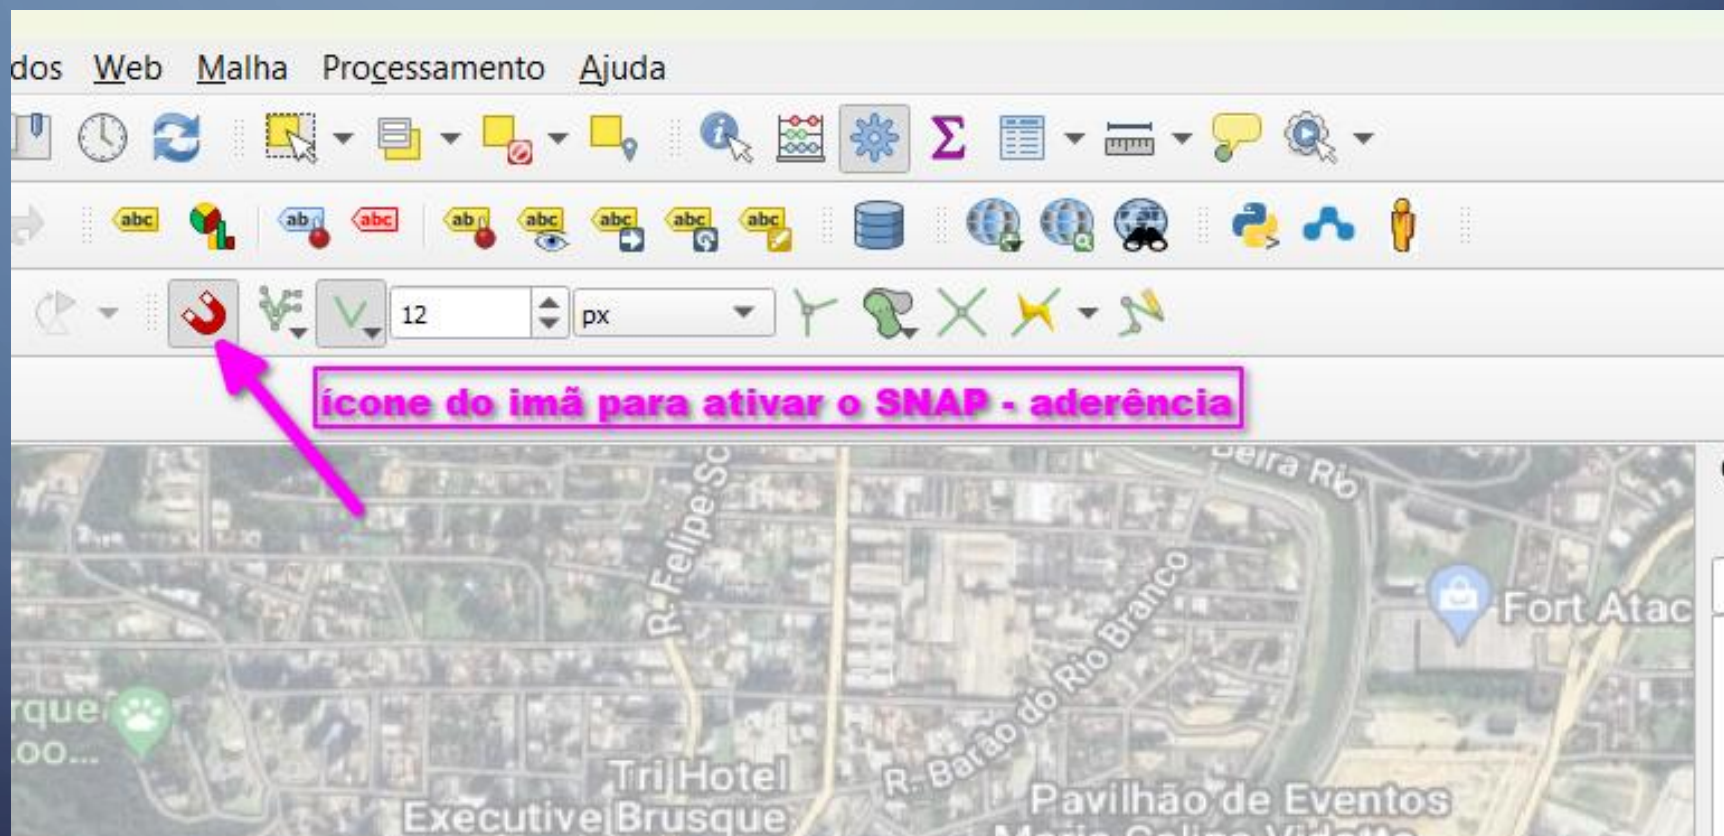 dos Web Malha Processamento Ajuda
abc ab abc ab abc abc abc abc
12 px
ícone do imã para ativar o SNAP - aderência
Beira Rio
R. Felipe Sc
R. Barão do Rio Branco
Fort Atac
rque
oo...
Tri Hotel
Executive Brusque
Pavilhão de Eventos